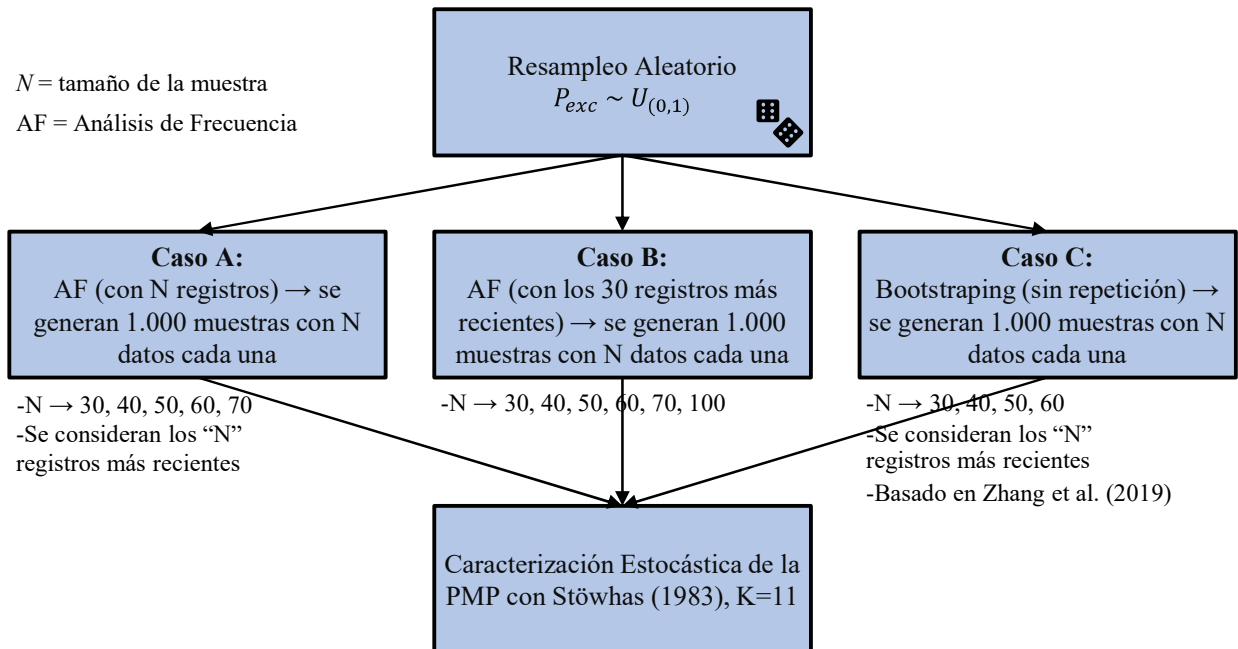 Resampleo Aleatorio
P_exc ~ U_(0,1)
N = tamaño de la muestra
AF = Análisis de Frecuencia
Caso A:
AF (con N registros) → se
generan 1.000 muestras con N
datos cada una
Caso B:
AF (con los 30 registros más
recientes) → se generan 1.000
muestras con N datos cada una
Caso C:
Bootstraping (sin repetición) →
se generan 1.000 muestras con N
datos cada una
-N → 30, 40, 50, 60, 70
-Se consideran los “N”
registros más recientes
-N → 30, 40, 50, 60, 70, 100
-N → 30, 40, 50, 60
-Se consideran los “N”
registros más recientes
-Basado en Zhang et al. (2019)
Caracterización Estocástica de la
PMP con Stöwhas (1983), K=11